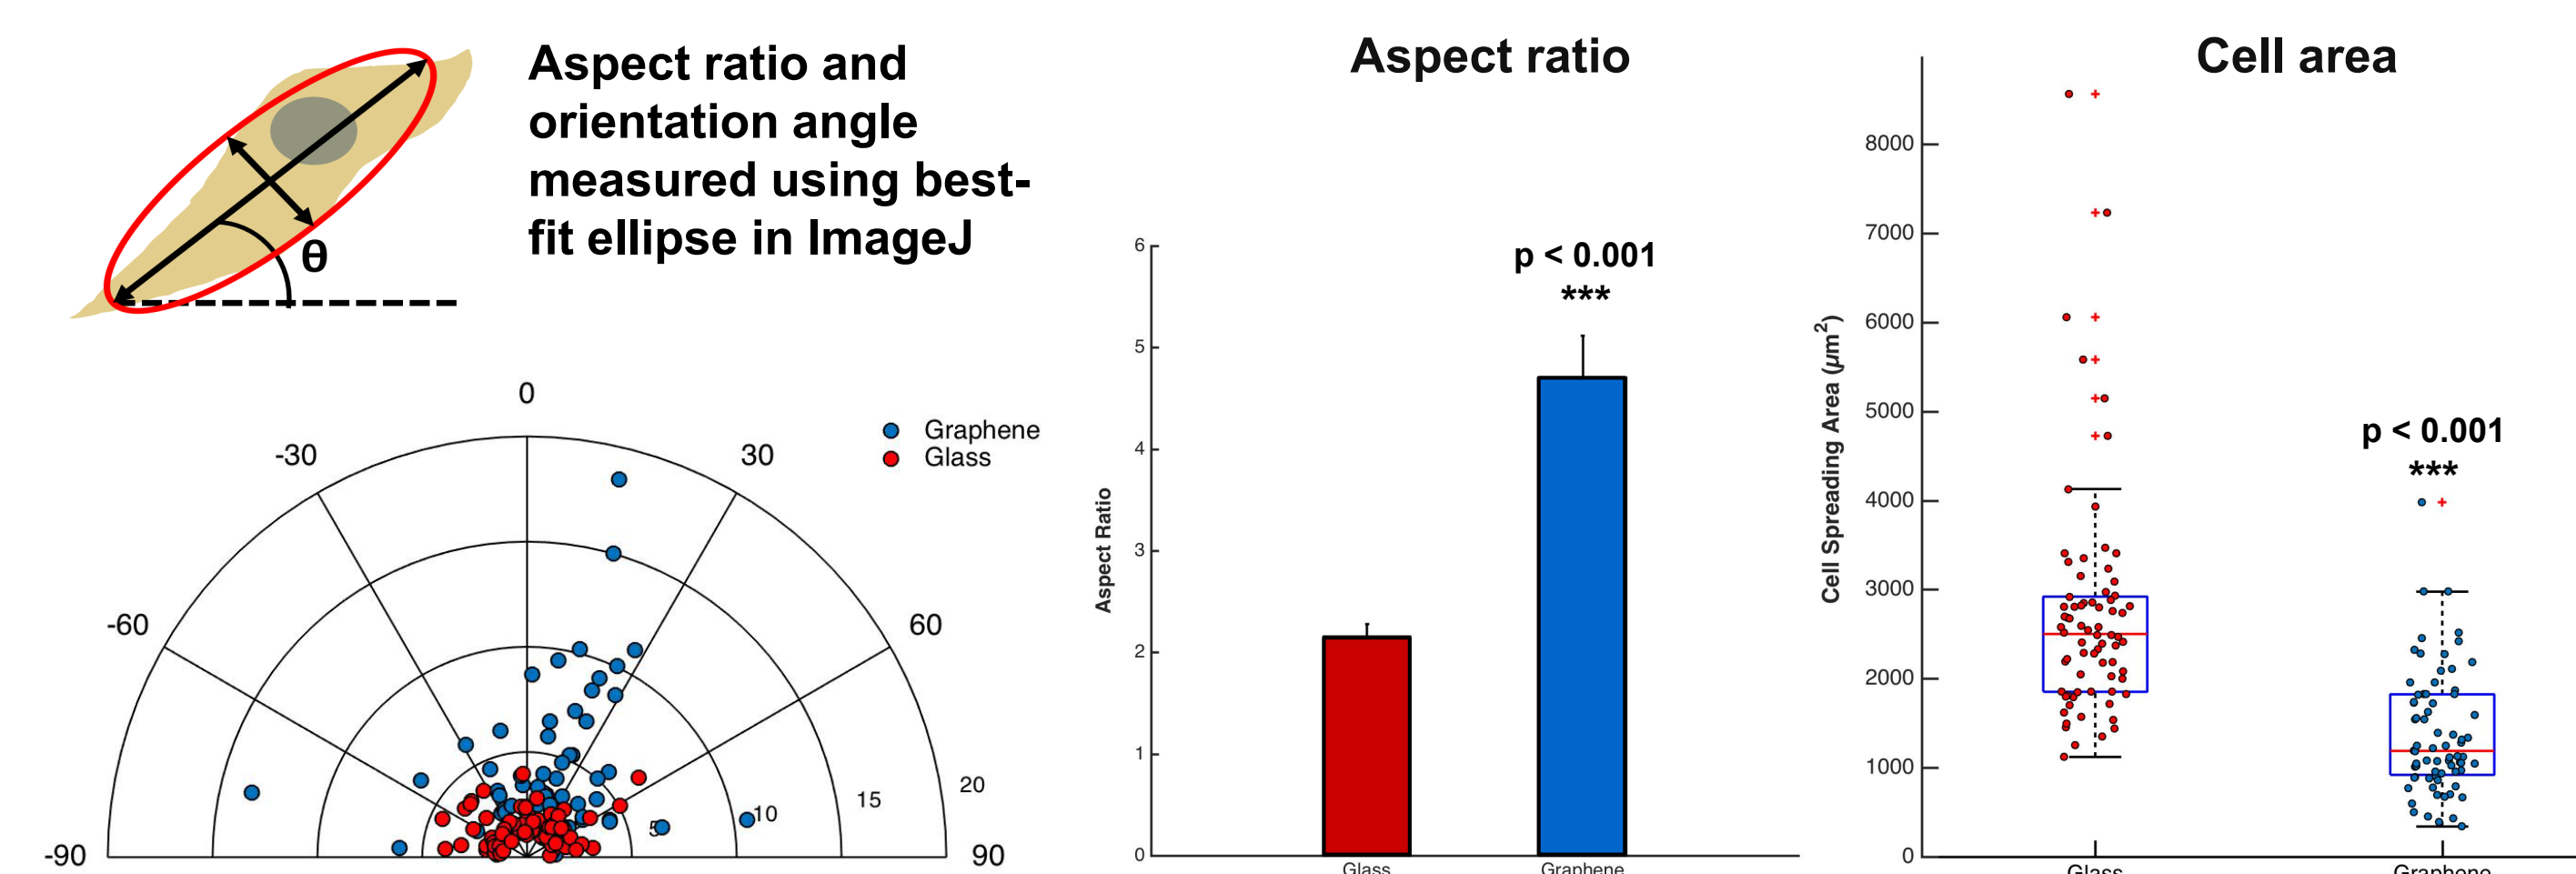 Aspect ratio and
orientation angle
measured using best-
fit ellipse in ImageJ
θ
0
-30
30
-60
60
-90
90
5
10
15
20
Graphene
Glass
Aspect ratio
Aspect Ratio
6
5
4
3
2
1
0
p < 0.001
***
Glass
Graphene
Cell area
Cell Spreading Area (μm²)
8000
7000
6000
5000
4000
3000
2000
1000
0
p < 0.001
***
Glass
Graphene